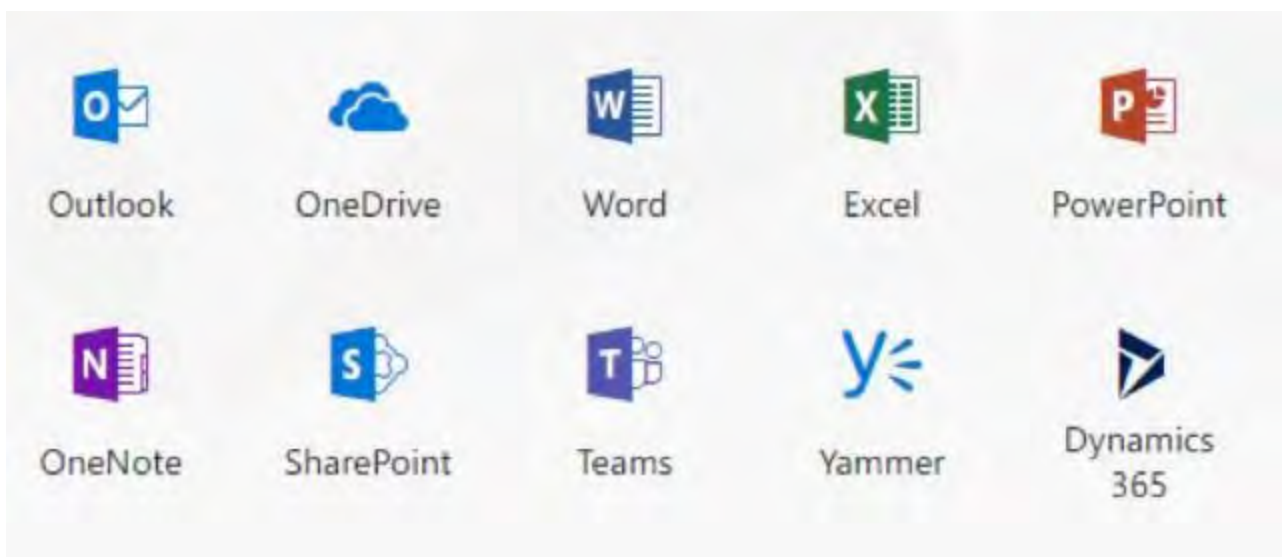 Outlook
OneDrive
Word
Excel
PowerPoint
OneNote
SharePoint
Teams
Yammer
Dynamics
365